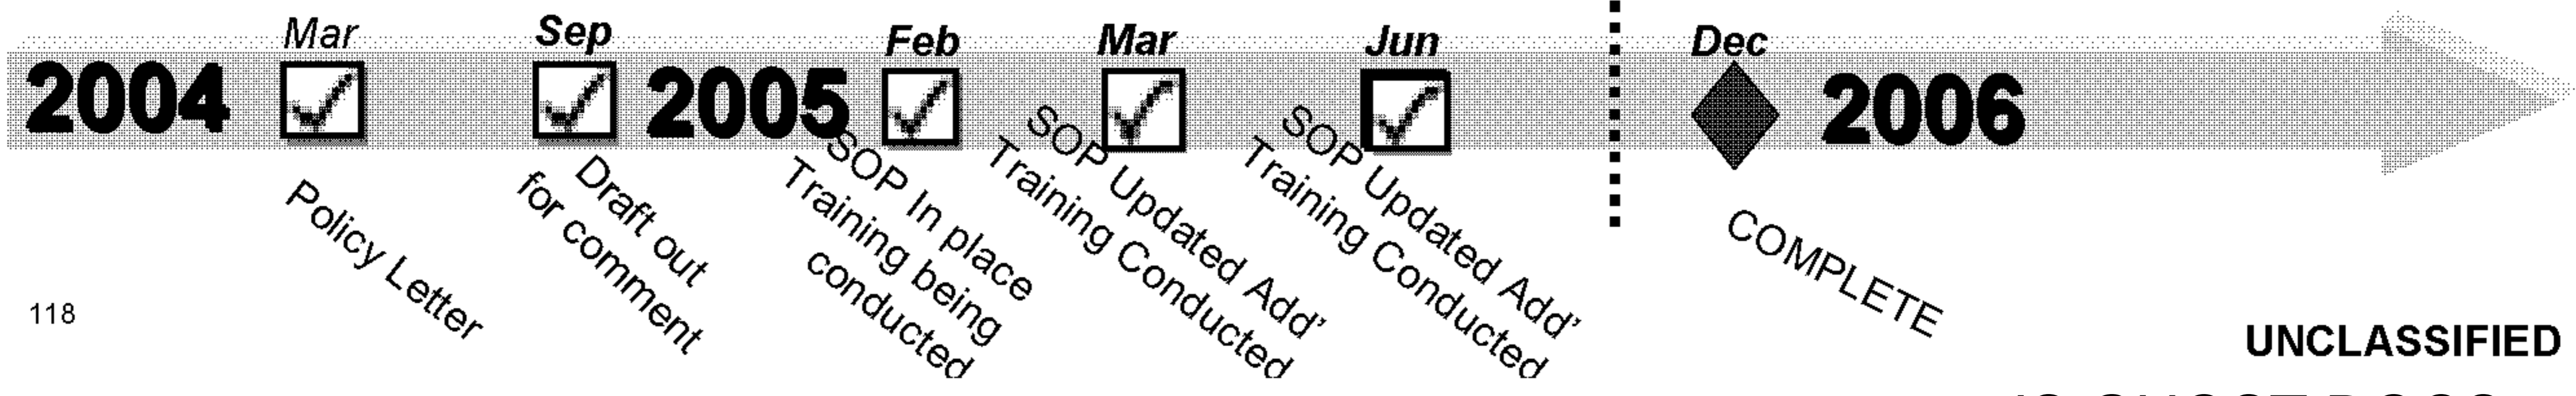 Mar
Sep
Feb
Mar
Jun
Dec
2004
2005
2006
Policy Letter
Draft out
for comment
SOP In place
Training being
conducted
SOP Updated Add'
Training Conducted
SOP Updated Add'
Training Conducted
COMPLETE
118
UNCLASSIFIED